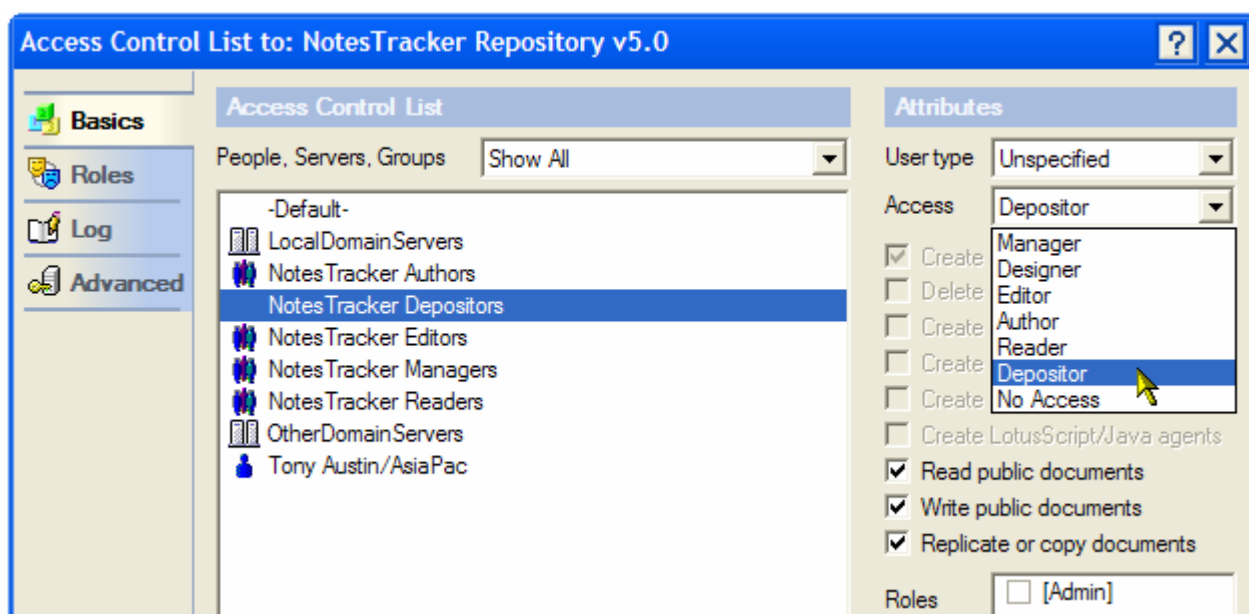 Access Control List to: NotesTracker Repository v5.0
?
Basics
Roles
Log
Advanced
Access Control List
People, Servers, Groups
Show All
-Default-
LocalDomainServers
NotesTracker Authors
NotesTracker Depositors
NotesTracker Editors
NotesTracker Managers
NotesTracker Readers
OtherDomainServers
Tony Austin/AsiaPac
Attributes
User type
Unspecified
Access
Depositor
Manager
Designer
Editor
Author
Reader
Depositor
No Access
Create
Delete
Create
Create
Create
Create LotusScript/Java agents
Read public documents
Write public documents
Replicate or copy documents
Roles
[Admin]